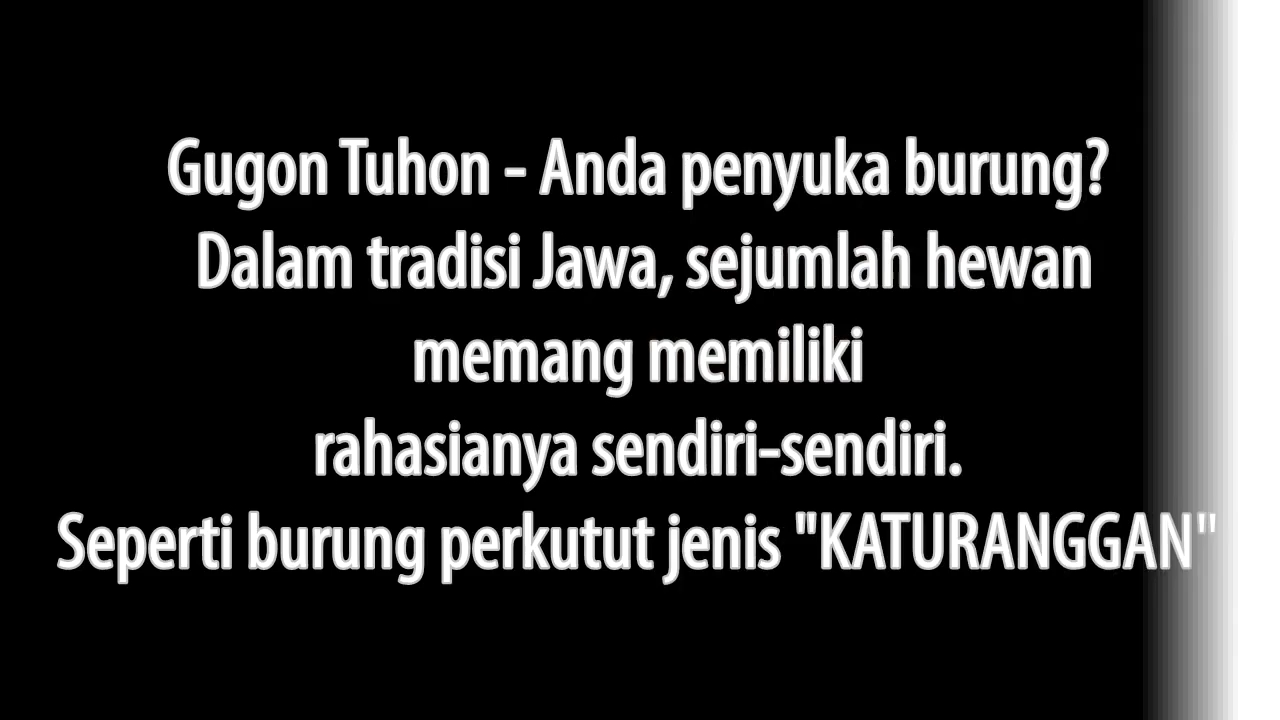 Gugon Tuhon - Anda penyuka burung?
Dalam tradisi Jawa, sejumlah hewan
memang memiliki
rahasianya sendiri-sendiri.
Seperti burung perkutut jenis "KATURANGGAN"